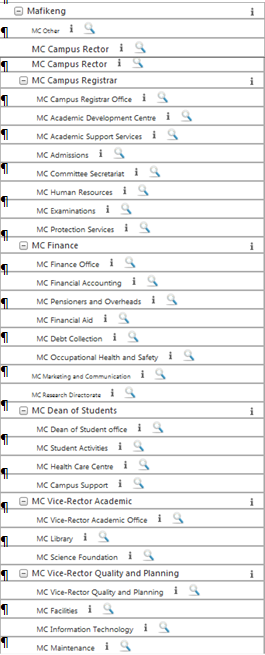 Mafikeng
MC Other
MC Campus Rector
MC Campus Rector
MC Campus Registrar
MC Campus Registrar Office
MC Academic Development Centre
MC Academic Support Services
MC Admissions
MC Committee Secretariat
MC Human Resources
MC Examinations
MC Protection Services
MC Finance
MC Finance Office
MC Financial Accounting
MC Pensioners and Overheads
MC Financial Aid
MC Debt Collection
MC Occupational Health and Safety
MC Marketing and Communication
MC Research Directorate
MC Dean of Students
MC Dean of Student office
MC Student Activities
MC Health Care Centre
MC Campus Support
MC Vice-Rector Academic
MC Vice-Rector Academic Office
MC Library
MC Science Foundation
MC Vice-Rector Quality and Planning
MC Vice-Rector Quality and Planning
MC Facilities
MC Information Technology
MC Maintenance